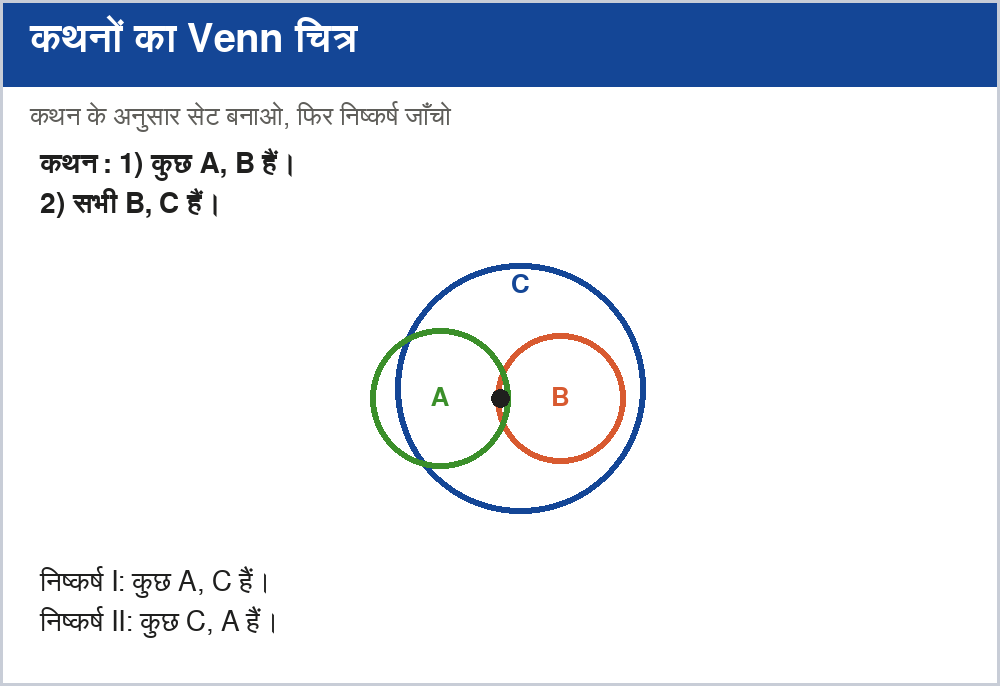 कथनों का Venn चित्र
कथन के अनुसार सेट बनाओ, फिर निष्कर्ष जाँचो
कथन : 1) कुछ A, B हैं।
2) सभी B, C हैं।
C
A
B
निष्कर्ष I: कुछ A, C हैं।
निष्कर्ष II: कुछ C, A हैं।